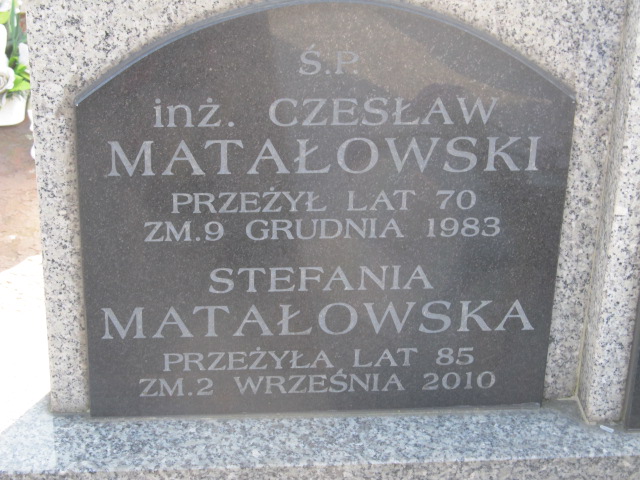 Ś.P.
inż. CZESŁAW
MATAŁOWSKI
PRZEŻYŁ LAT 70
ZM.9 GRUDNIA 1983
STEFANIA
MATAŁOWSKA
PRZEŻYŁA LAT 85
ZM.2 WRZEŚNIA 2010